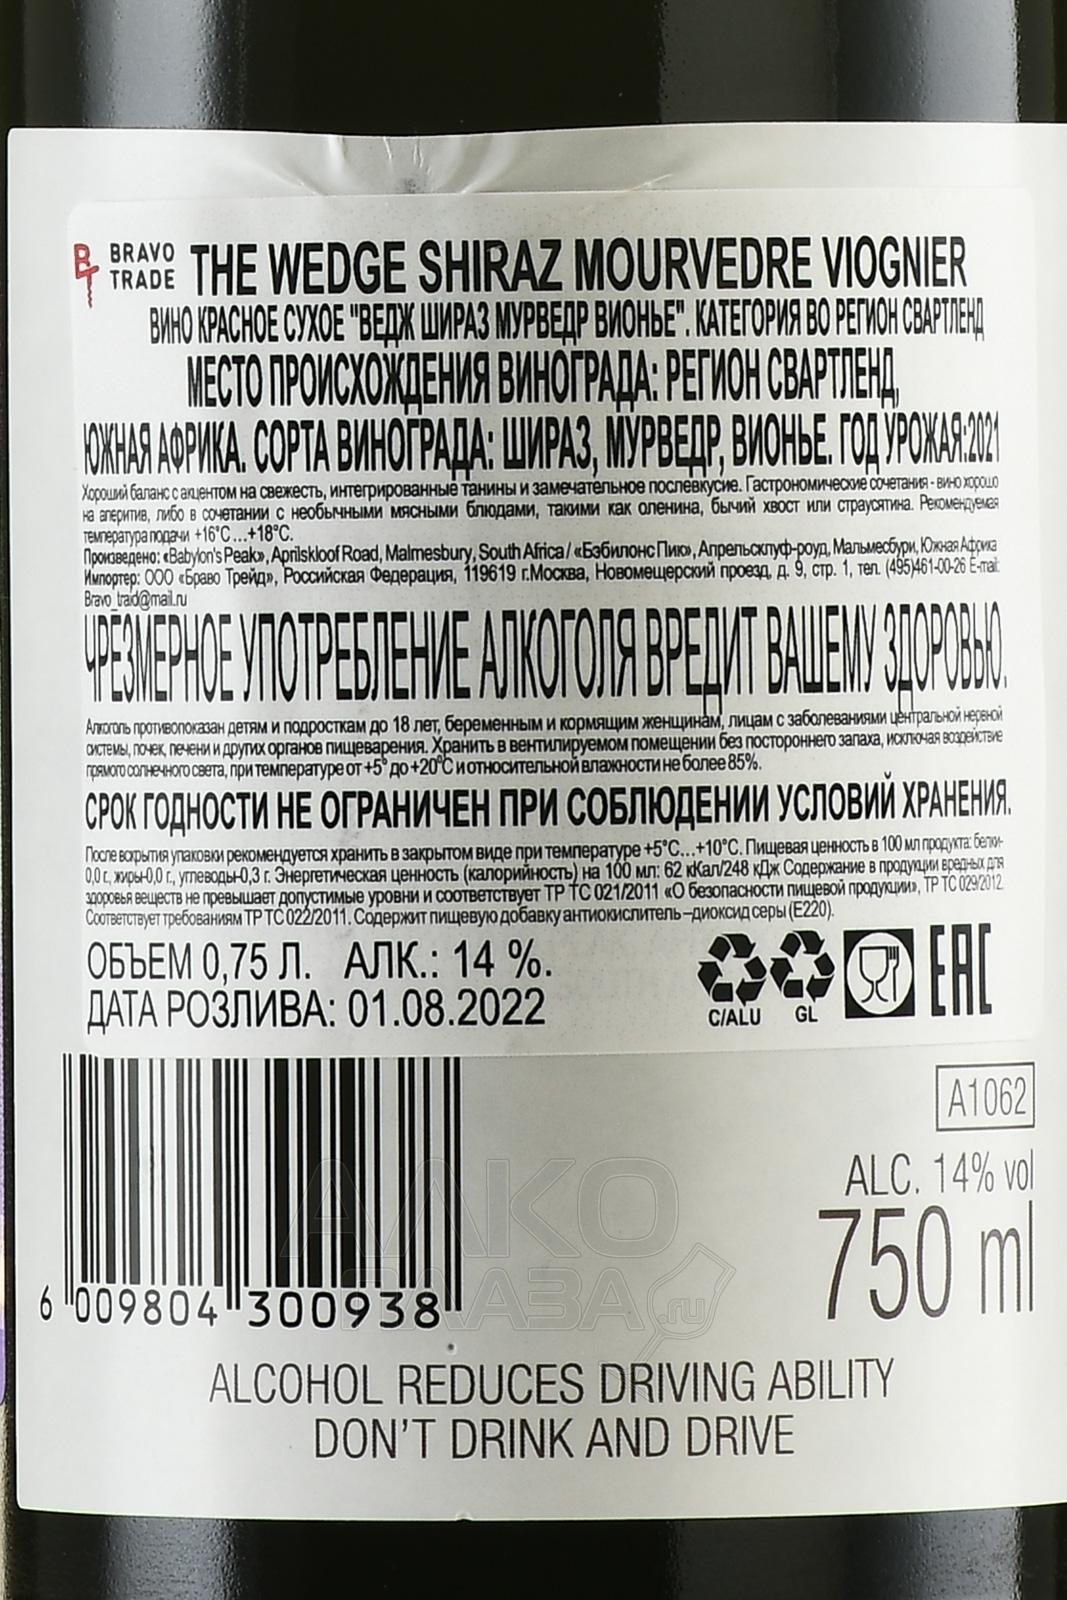 BRAVO TRADE THE WEDGE SHIRAZ MOURVEDRE VIOGNIER
ВИНО КРАСНОЕ СУХОЕ "ВЕДЖ ШИРАЗ МУРВЕДР ВИОНЬЕ". КАТЕГОРИЯ ВО РЕГИОН СВАРТЛЕНД
МЕСТО ПРОИСХОЖДЕНИЯ ВИНОГРАДА: РЕГИОН СВАРТЛЕНД,
ЮЖНАЯ АФРИКА. СОРТА ВИНОГРАДА: ШИРАЗ, МУРВЕДР, ВИОНЬЕ. ГОД УРОЖАЯ:2021
Хороший баланс с акцентом на свежесть, интегрированные танины и замечательное послевкусие. Гастрономические сочетания - вино хорошо
на аперитив, либо в сочетании с необычными мясными блюдами, такими как оленина, бычий хвост или страусятина. Рекомендуемая
температура подачи +16°C...+18°C.
Произведено: «Babylon's Peak», Aprilskloof Road, Malmesbury, South Africa / «Бэбилонс Пик», Апрельсклуф-роуд, Мальмесбури, Южная Африка
Импортер: ООО «Браво Трейд», Российская Федерация, 119619 г.Москва, Новомещерский проезд, д. 9, стр. 1, тел. (495)461-00-26 E-mail:
Bravo_traid@mail.ru
ЧРЕЗМЕРНОЕ УПОТРЕБЛЕНИЕ АЛКОГОЛЯ ВРЕДИТ ВАШЕМУ ЗДОРОВЬЮ.
Алкоголь противопоказан детям и подросткам до 18 лет, беременным и кормящим женщинам, лицам с заболеваниями центральной нервной
системы, почек, печени и других органов пищеварения. Хранить в вентилируемом помещении без постороннего запаха, исключая воздействие
прямого солнечного света, при температуре от +5° до +20°C и относительной влажности не более 85%.
СРОК ГОДНОСТИ НЕ ОГРАНИЧЕН ПРИ СОБЛЮДЕНИИ УСЛОВИЙ ХРАНЕНИЯ.
После вскрытия упаковки рекомендуется хранить в закрытом виде при температуре +5°C...+10°C. Пищевая ценность в 100 мл продукта: белки-
0,0 г., жиры-0,0 г., углеводы-0,3 г. Энергетическая ценность (калорийность) на 100 мл: 62 кКал/248 кДж Содержание в продукции вредных для
здоровья веществ не превышает допустимые уровни и соответствует ТР ТС 021/2011 «О безопасности пищевой продукции», ТР ТС 029/2012.
Соответствует требованиям ТР ТС 022/2011. Содержит пищевую добавку антиокислитель –диоксид серы (Е220).
ОБЪЕМ 0,75 Л. АЛК.: 14 %.
ДАТА РОЗЛИВА: 01.08.2022
C/ALU GL EAC
A1062
ALC. 14% vol
750 ml
6 009804 300938
АЛКО
ПЛАЗА.ru
ALCOHOL REDUCES DRIVING ABILITY
DON'T DRINK AND DRIVE